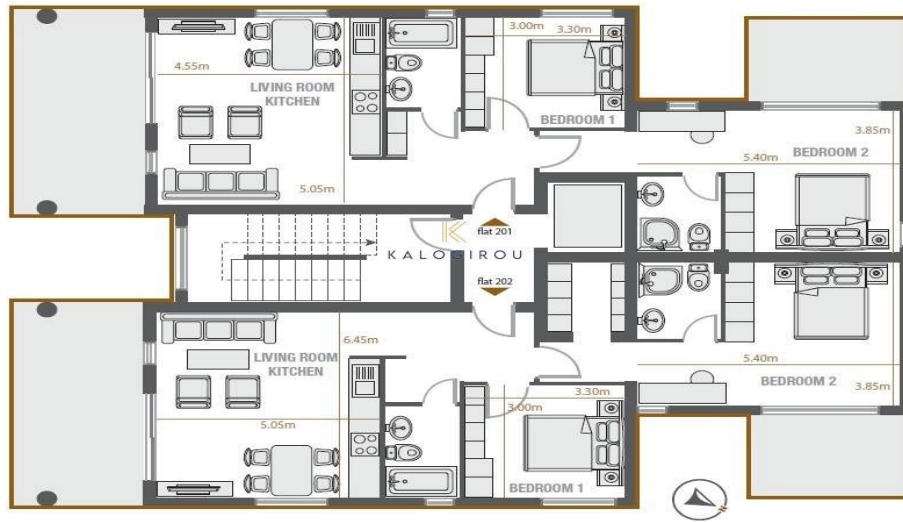 3.00m
3.30m
4.55m
LIVING ROOM
KITCHEN
BEDROOM 1
3.85m
BEDROOM 2
5.40m
5.05m
flat 201
KALOGIROU
flat 202
6.45m
LIVING ROOM
KITCHEN
5.40m
BEDROOM 2
3.85m
3.30m
3.00m
5.05m
BEDROOM 1